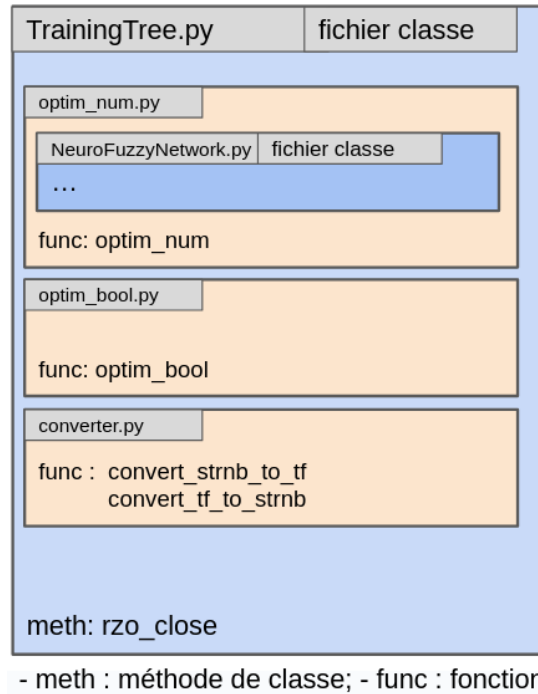 TrainingTree.py fichier classe
optim_num.py
NeuroFuzzyNetwork.py fichier classe
...
func: optim_num
optim_bool.py
func: optim_bool
converter.py
func : convert_strnb_to_tf
convert_tf_to_strnb
meth: rzo_close
- meth : méthode de classe; - func : fonction